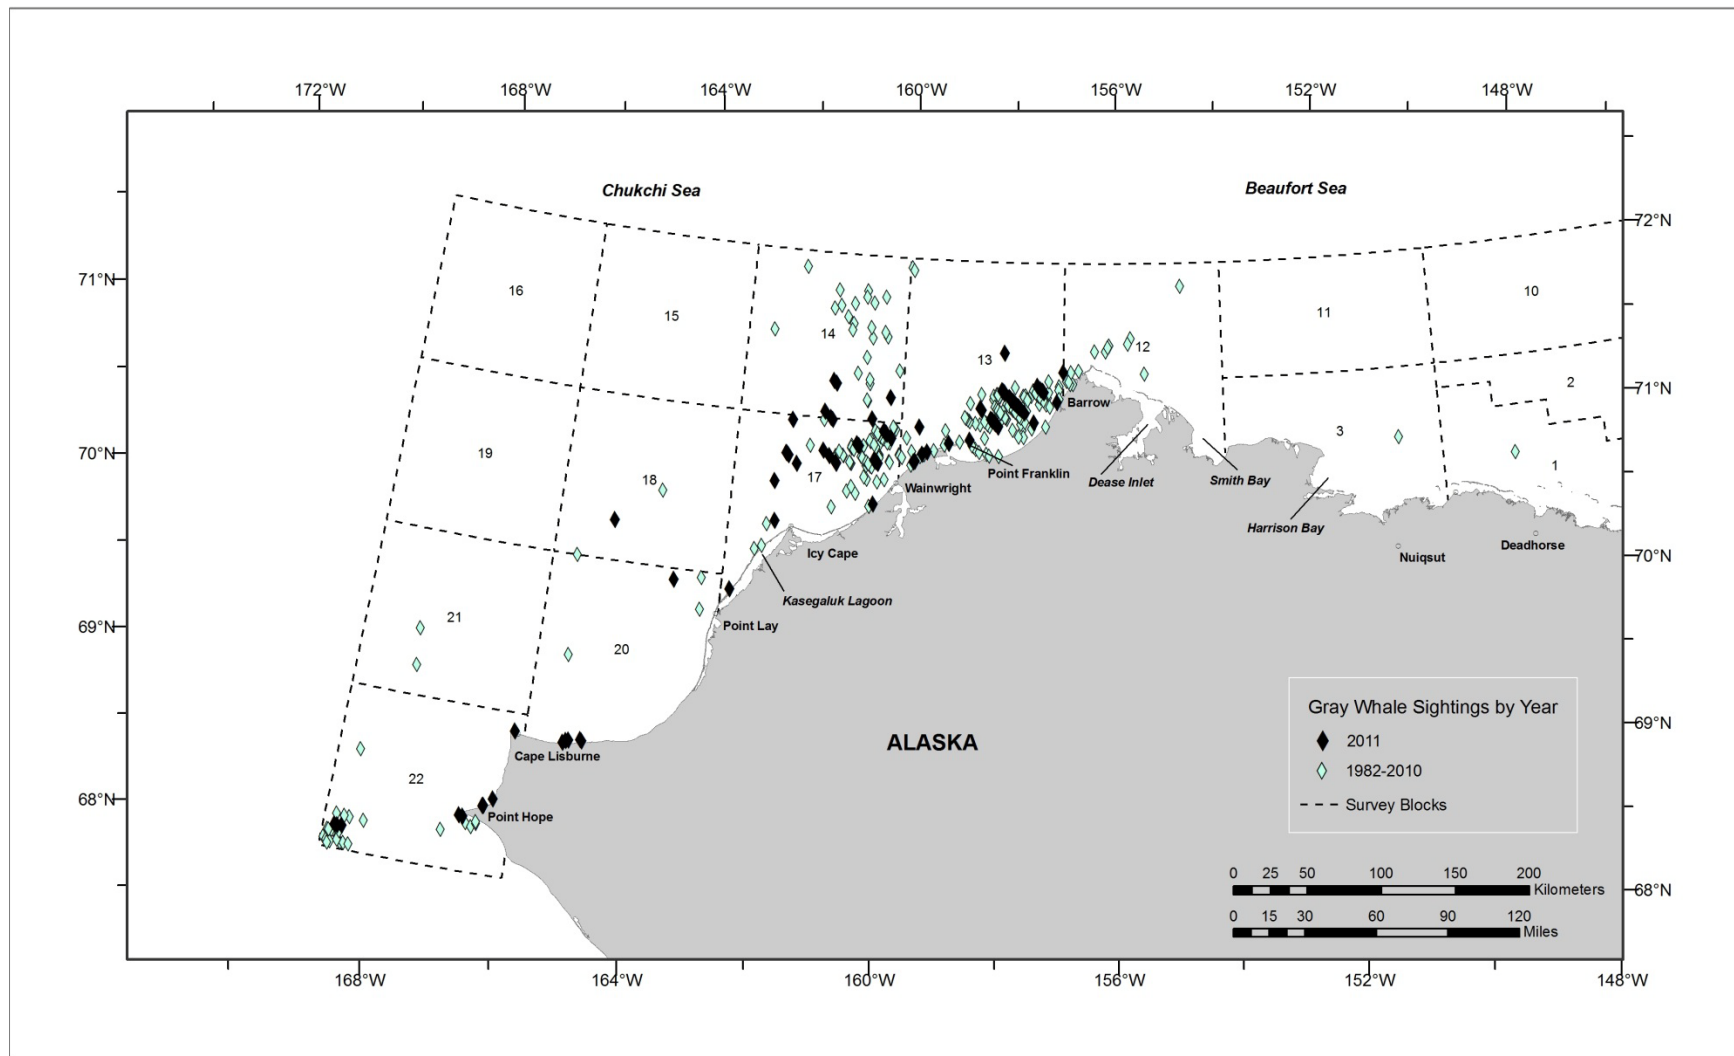 172°W 168°W 164°W 160°W 156°W 152°W 148°W
Chukchi Sea Beaufort Sea
72°N
71°N
16 15 14 13 12 11 10
2
71°N
Barrow
3
1
70°N
19 18 17
Point Franklin
Dease Inlet Smith Bay
Wainwright
Harrison Bay
Icy Cape
Nuiqsut Deadhorse
70°N
Kasegaluk Lagoon
69°N
21 20
Point Lay
69°N
Gray Whale Sightings by Year
2011
1982-2010
Survey Blocks
ALASKA
Cape Lisburne
22
68°N
Point Hope
0 25 50 100 150 200
Kilometers
68°N
0 15 30 60 90 120
Miles
168°W 164°W 160°W 156°W 152°W 148°W